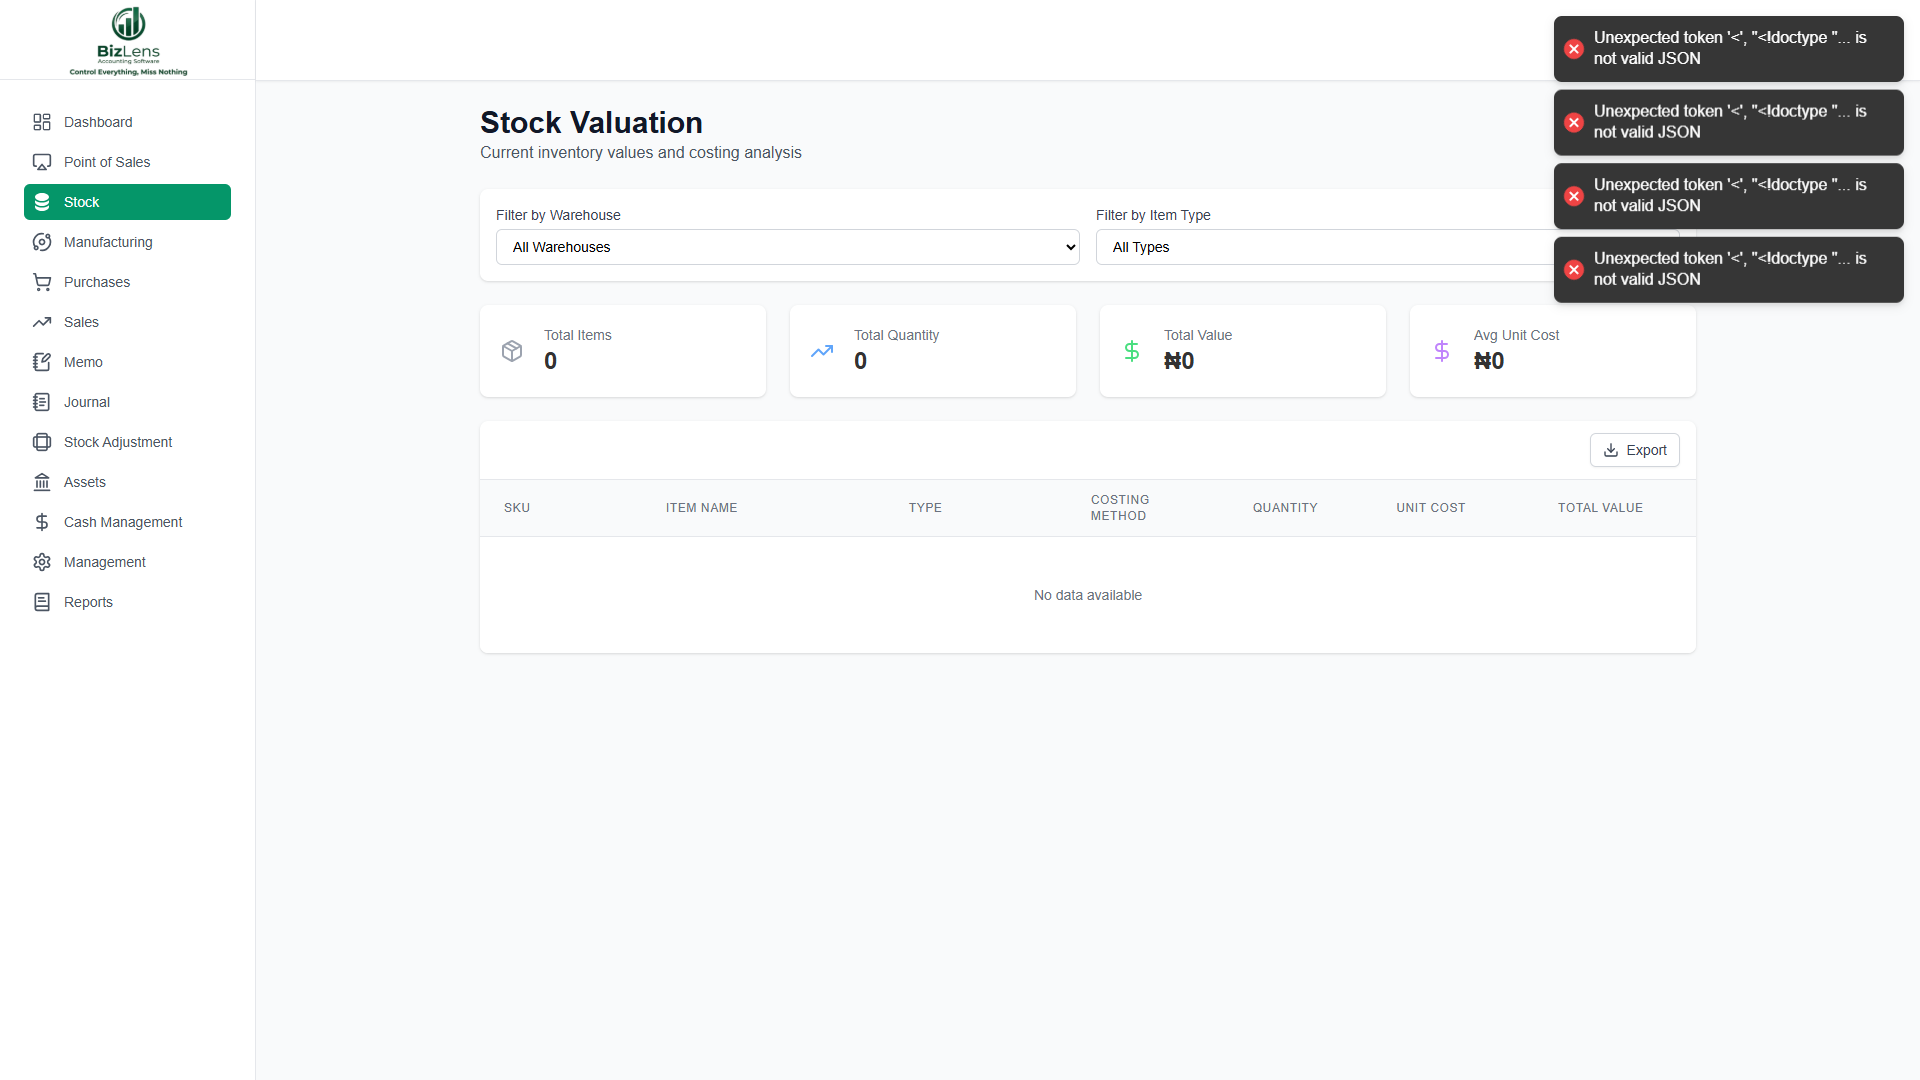 BizLens
Accounting Software
Control Everything, Miss Nothing
Dashboard
Point of Sales
Stock
Manufacturing
Purchases
Sales
Memo
Journal
Stock Adjustment
Assets
Cash Management
Management
Reports
Stock Valuation
Current inventory values and costing analysis
Filter by Warehouse
All Warehouses
Filter by Item Type
All Types
Total Items
0
Total Quantity
0
Total Value
₦0
Avg Unit Cost
₦0
Export
SKU
ITEM NAME
TYPE
COSTING
METHOD
QUANTITY
UNIT COST
TOTAL VALUE
No data available
Unexpected token '<', "<!doctype "... is
not valid JSON
Unexpected token '<', "<!doctype "... is
not valid JSON
Unexpected token '<', "<!doctype "... is
not valid JSON
Unexpected token '<', "<!doctype "... is
not valid JSON